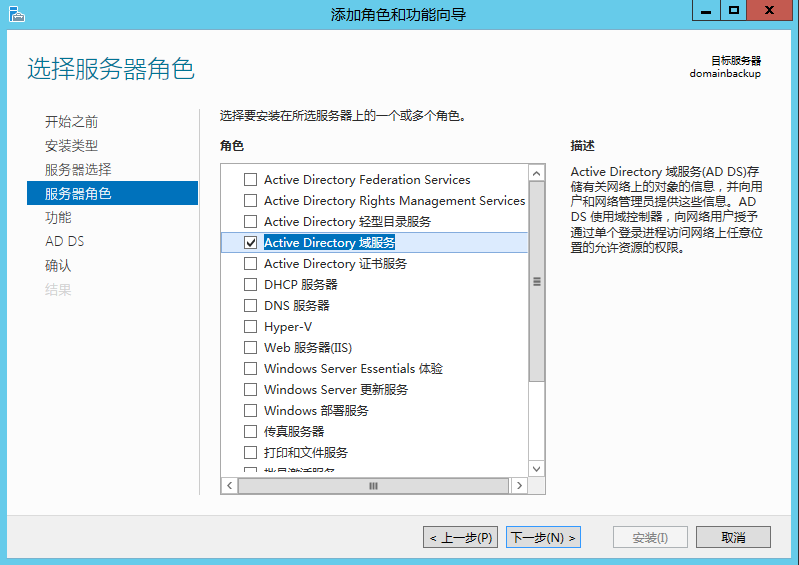 添加角色和功能向导
选择服务器角色
目标服务器
domainbackup
开始之前
安装类型
服务器选择
服务器角色
功能
AD DS
确认
结果
选择要安装在所选服务器上的一个或多个角色。
角色
Active Directory Federation Services
Active Directory Rights Management Services
Active Directory 轻型目录服务
Active Directory 域服务
Active Directory 证书服务
DHCP 服务器
DNS 服务器
Hyper-V
Web 服务器(IIS)
Windows Server Essentials 体验
Windows Server 更新服务
Windows 部署服务
传真服务器
打印和文件服务
批量激活服务
描述
Active Directory 域服务(AD DS)存
储有关网络上的对象的信息，并向用
户和网络管理员提供这些信息。AD
DS 使用域控制器，向网络用户授予
通过单个登录进程访问网络上任意位
置的允许资源的权限。
< 上一步(P)
下一步(N) >
安装(I)
取消